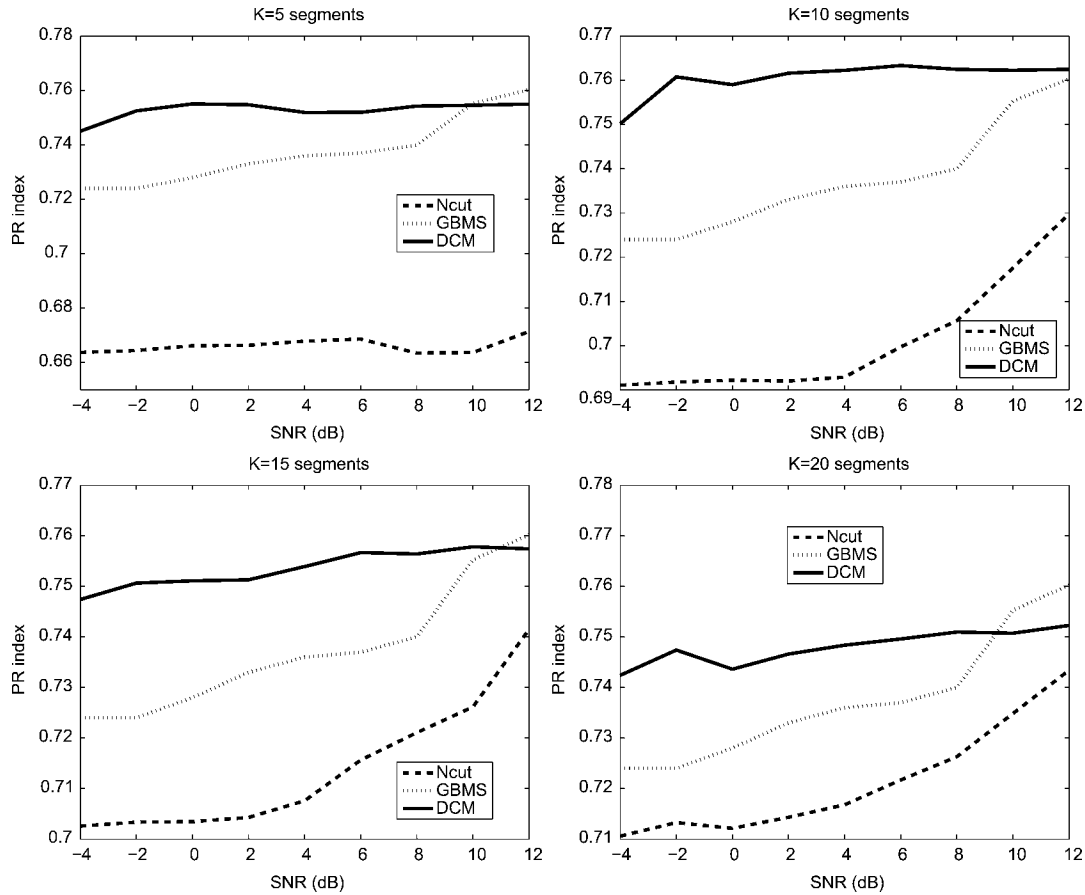 K=5 segments
0.78
0.76
0.74
0.72
0.7
0.68
0.66
PR index
Ncut
GBMS
DCM
−4 −2 0 2 4 6 8 10 12
SNR (dB)
K=10 segments
0.77
0.76
0.75
0.74
0.73
0.72
0.71
0.7
0.69
PR index
Ncut
GBMS
DCM
−4 −2 0 2 4 6 8 10 12
SNR (dB)
K=15 segments
0.77
0.76
0.75
0.74
0.73
0.72
0.71
0.7
PR index
Ncut
GBMS
DCM
−4 −2 0 2 4 6 8 10 12
SNR (dB)
K=20 segments
0.78
0.77
0.76
0.75
0.74
0.73
0.72
0.71
PR index
Ncut
GBMS
DCM
−4 −2 0 2 4 6 8 10 12
SNR (dB)